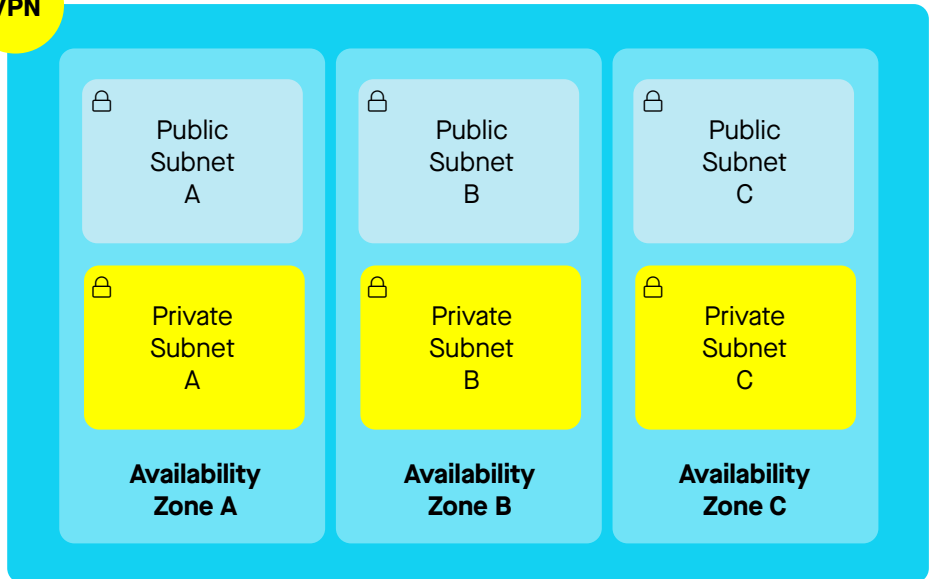 VPN
Public
Subnet
A
Public
Subnet
B
Public
Subnet
C
Private
Subnet
A
Private
Subnet
B
Private
Subnet
C
Availability
Zone A
Availability
Zone B
Availability
Zone C